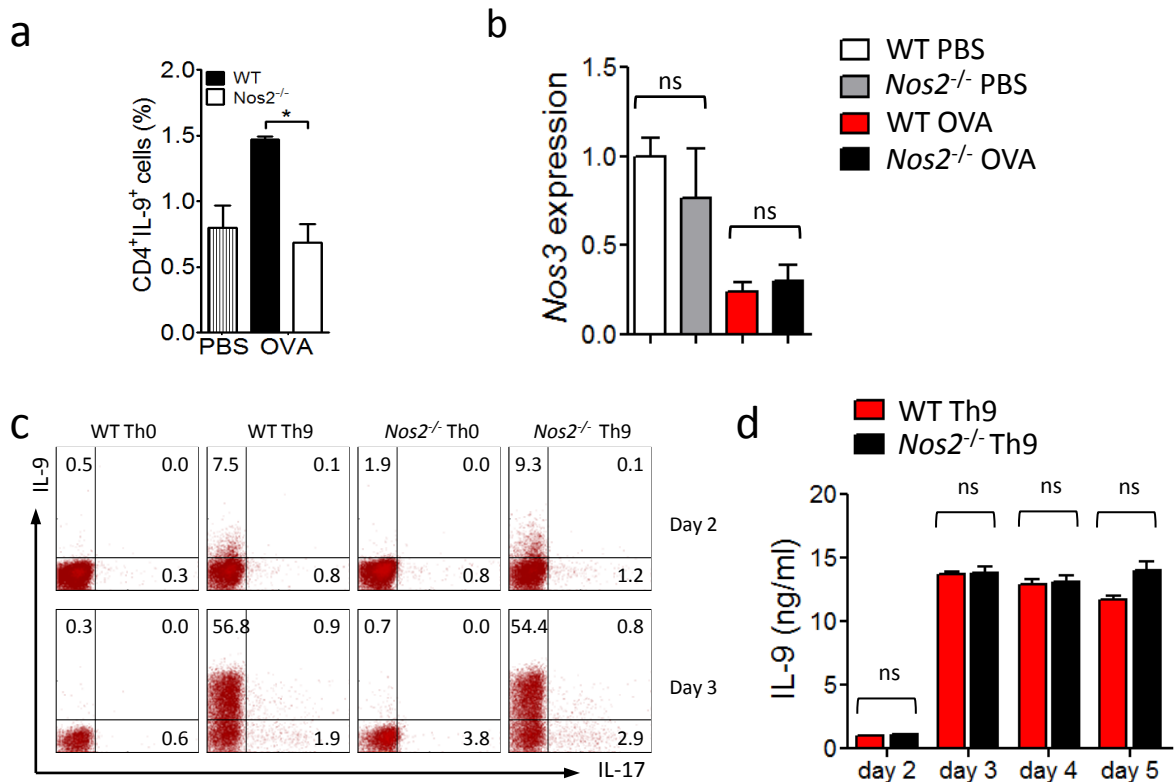 a
WT
Nos2-/-
CD4+IL-9+ cells (%)
2.0
1.5
1.0
0.5
0.0
*
PBS OVA
b
Nos3 expression
1.5
1.0
0.5
0.0
ns
ns
WT PBS
Nos2-/- PBS
WT OVA
Nos2-/- OVA
c
WT Th0 WT Th9 Nos2-/- Th0 Nos2-/- Th9
IL-9
0.5 0.0 7.5 0.1 1.9 0.0 9.3 0.1
Day 2
0.3 0.8 0.8 1.2
0.3 0.0 56.8 0.9 0.7 0.0 54.4 0.8
Day 3
0.6 1.9 3.8 2.9
IL-17
d
WT Th9
Nos2-/- Th9
IL-9 (ng/ml)
20
15
10
5
0
ns
ns
ns
ns
day 2 day 3 day 4 day 5